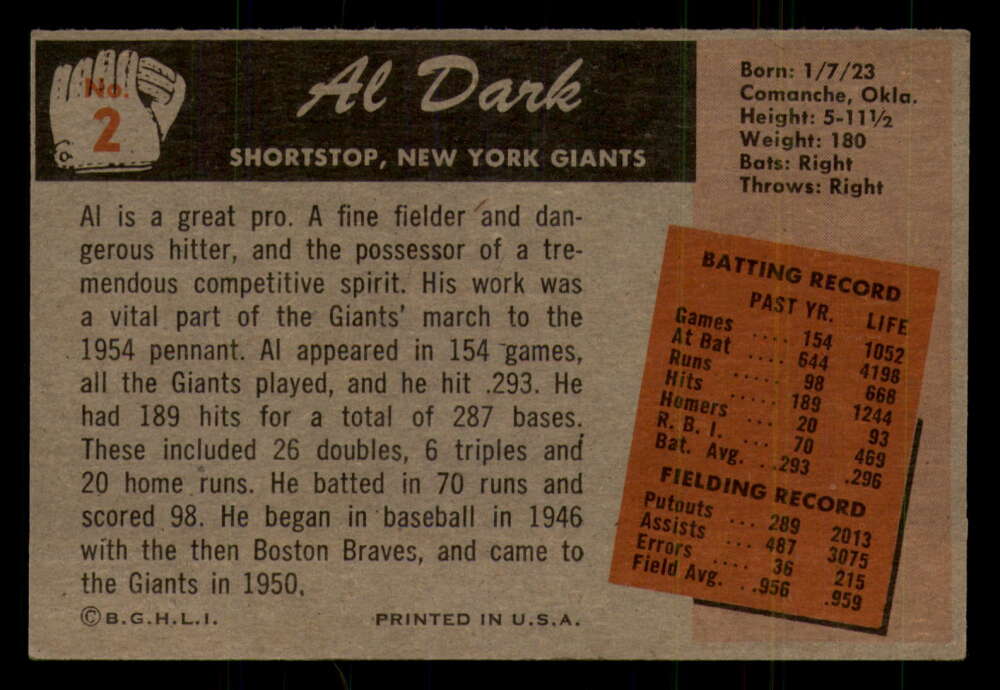 No.
2
Al Dark
SHORTSTOP, NEW YORK GIANTS
Born: 1/7/23
Comanche, Okla.
Height: 5-11½
Weight: 180
Bats: Right
Throws: Right
Al is a great pro. A fine fielder and dan-
gerous hitter, and the possessor of a tre-
mendous competitive spirit. His work was
a vital part of the Giants' march to the
1954 pennant. Al appeared in 154 games,
all the Giants played, and he hit .293. He
had 189 hits for a total of 287 bases.
These included 26 doubles, 6 triples and
20 home runs. He batted in 70 runs and
scored 98. He began in baseball in 1946
with the then Boston Braves, and came to
the Giants in 1950.
BATTING RECORD
PAST YR. LIFE
Games .... 154 1052
At Bat .... 644 4198
Runs ..... 98 668
Hits ..... 189 1244
Homers ... 20 93
R. B. I. ... 70 469
Bat. Avg. . .293 .296
FIELDING RECORD
Putouts ... 289 2013
Assists ... 487 3075
Errors .... 36 215
Field Avg. . .956 .959
© B.G.H.L.I. PRINTED IN U.S.A.